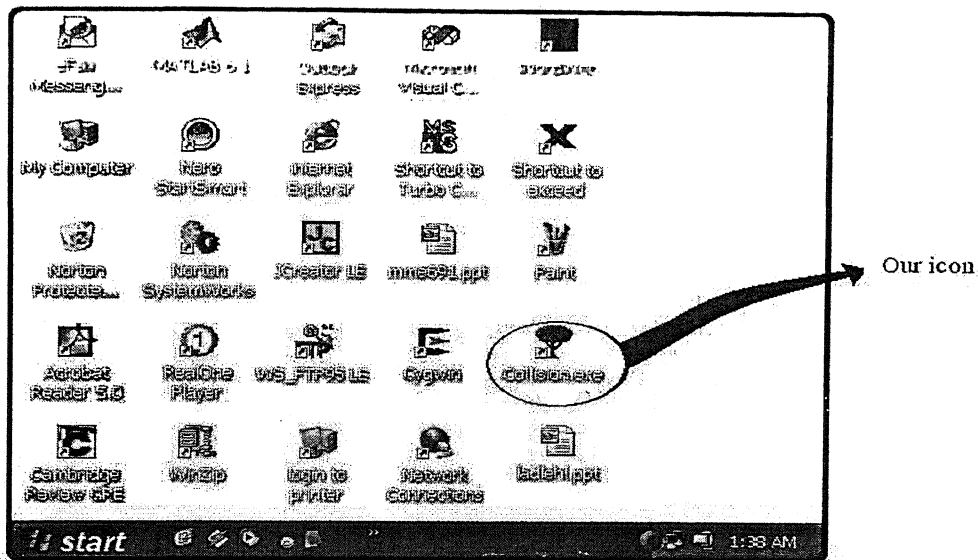 MATLAB 6.1
Outlook
Express
Microsoft
Messeng...
Visual C...
My Computer
Nero
StartSmart
Internet
Explorer
Shortcut to
Turbo C...
Shortcut to
exceed
Norton
Protecte...
Norton
SystemWorks
JCreator LE
mme691.ppt
Paint
Our icon
Acrobat
Reader 5.0
RealOne
Player
WS_FTP95 LE
Cygwin
Collision.exe
Cambridge
Review GRE
WinZip
login to
printer
Network
Connections
start
1:38 AM